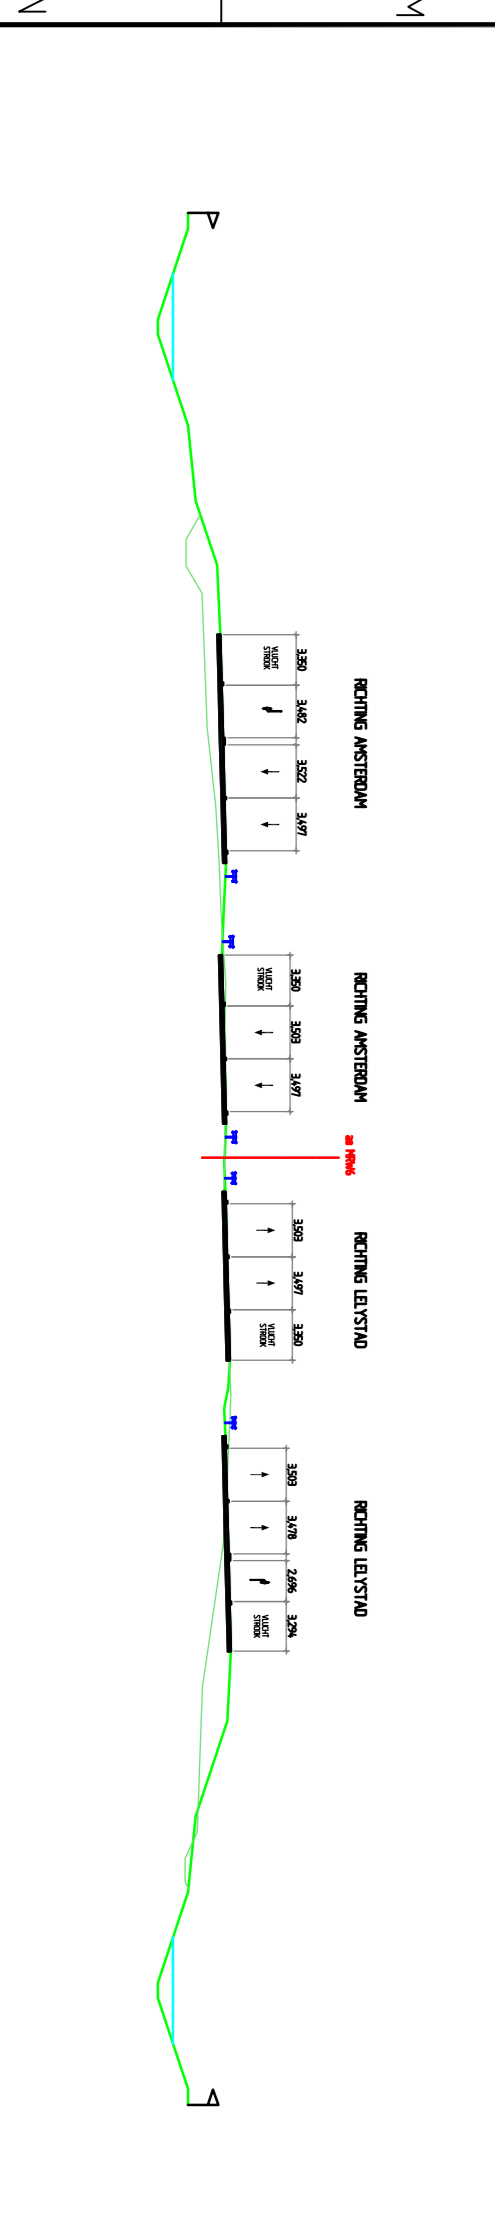 RICHTING AMSTERDAM
3,350
3,482
3,522
3,497
VLUCHT
STROOK
RICHTING AMSTERDAM
3,350
3,503
3,497
VLUCHT
STROOK
as MRW6
RICHTING LELYSTAD
3,503
3,497
3,350
VLUCHT
STROOK
RICHTING LELYSTAD
3,503
3,478
2,696
3,294
VLUCHT
STROOK
A
A